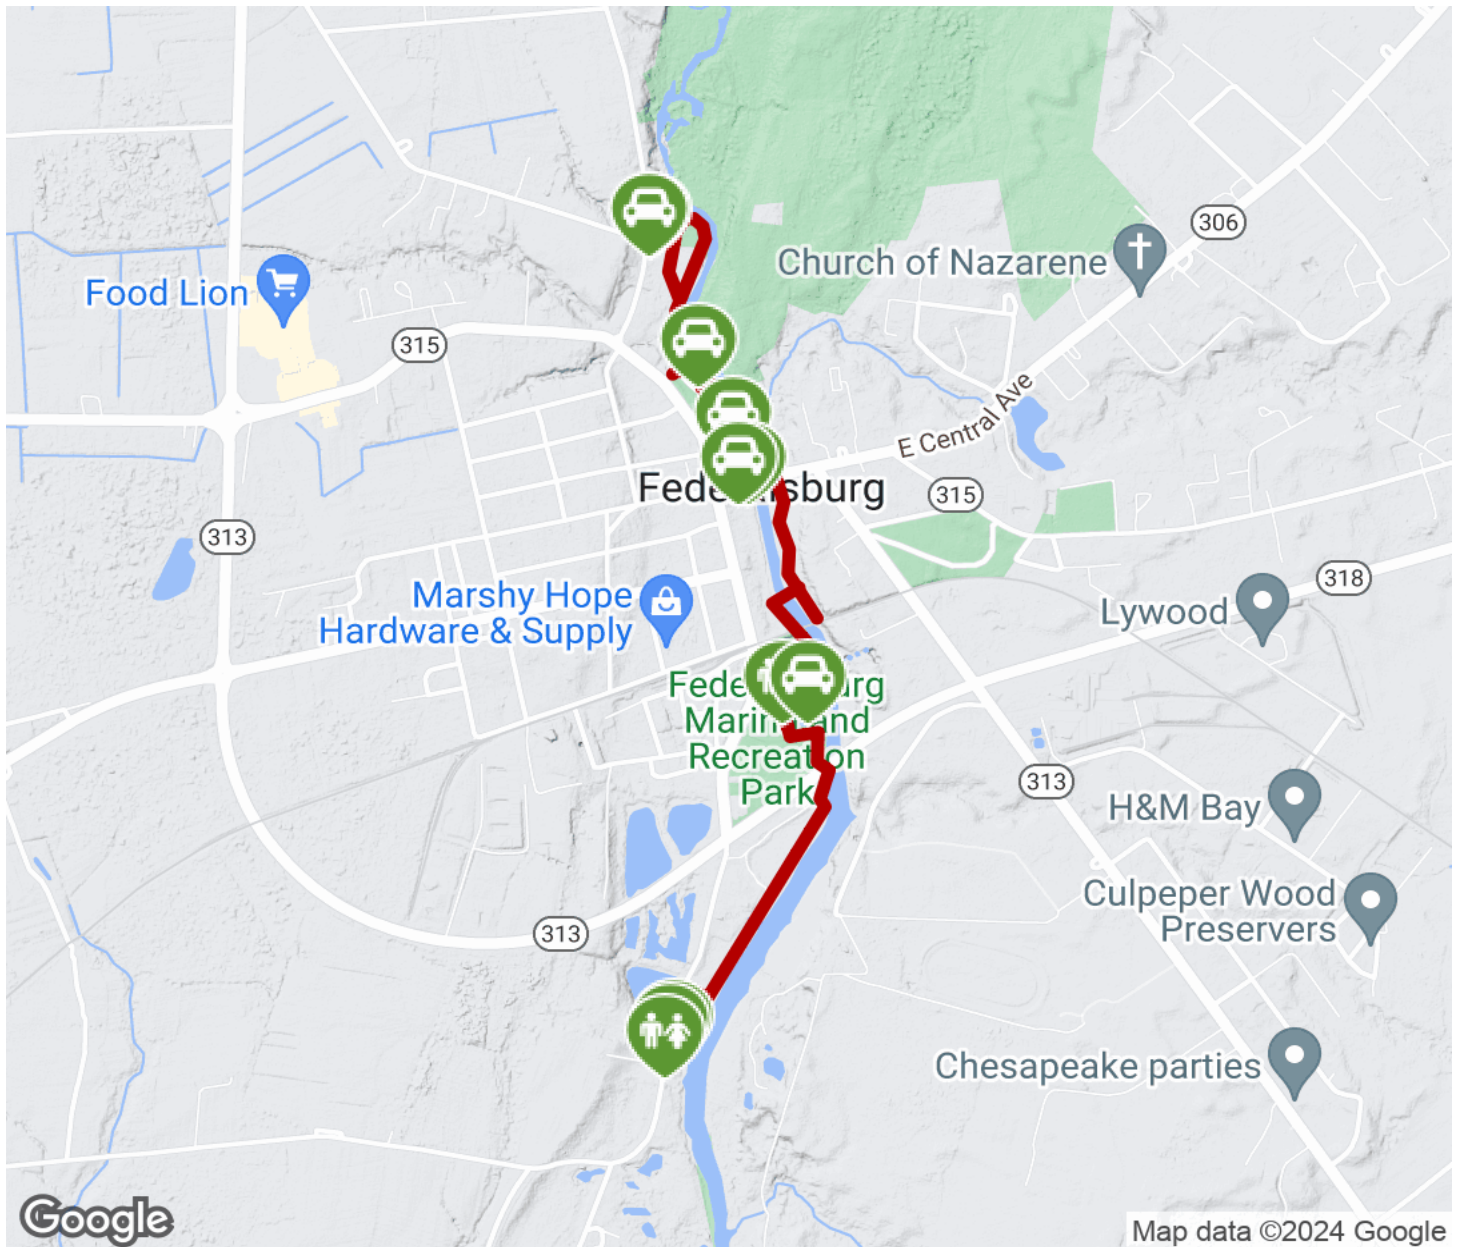 306
Church of Nazarene
Food Lion
315
E Central Ave
315
313
318
Marshy Hope
Hardware & Supply
Lywood
Recreation
Park
313
H&M Bay
Culpeper Wood
Preservers
313
Chesapeake parties
Google
Map data ©2024 Google